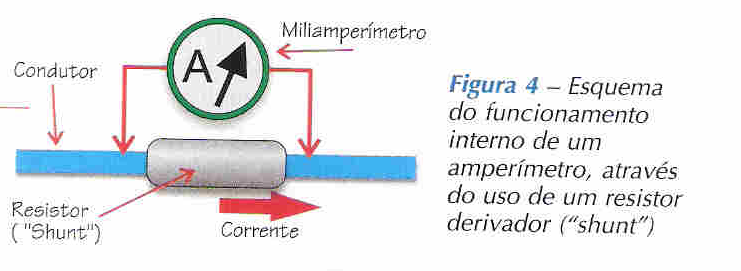 Miliamperímetro
A
Condutor
Resistor
( "Shunt")
Corrente
Figura 4 – Esquema
do funcionamento
interno de um
amperímetro, através
do uso de um resistor
derivador (“shunt”)